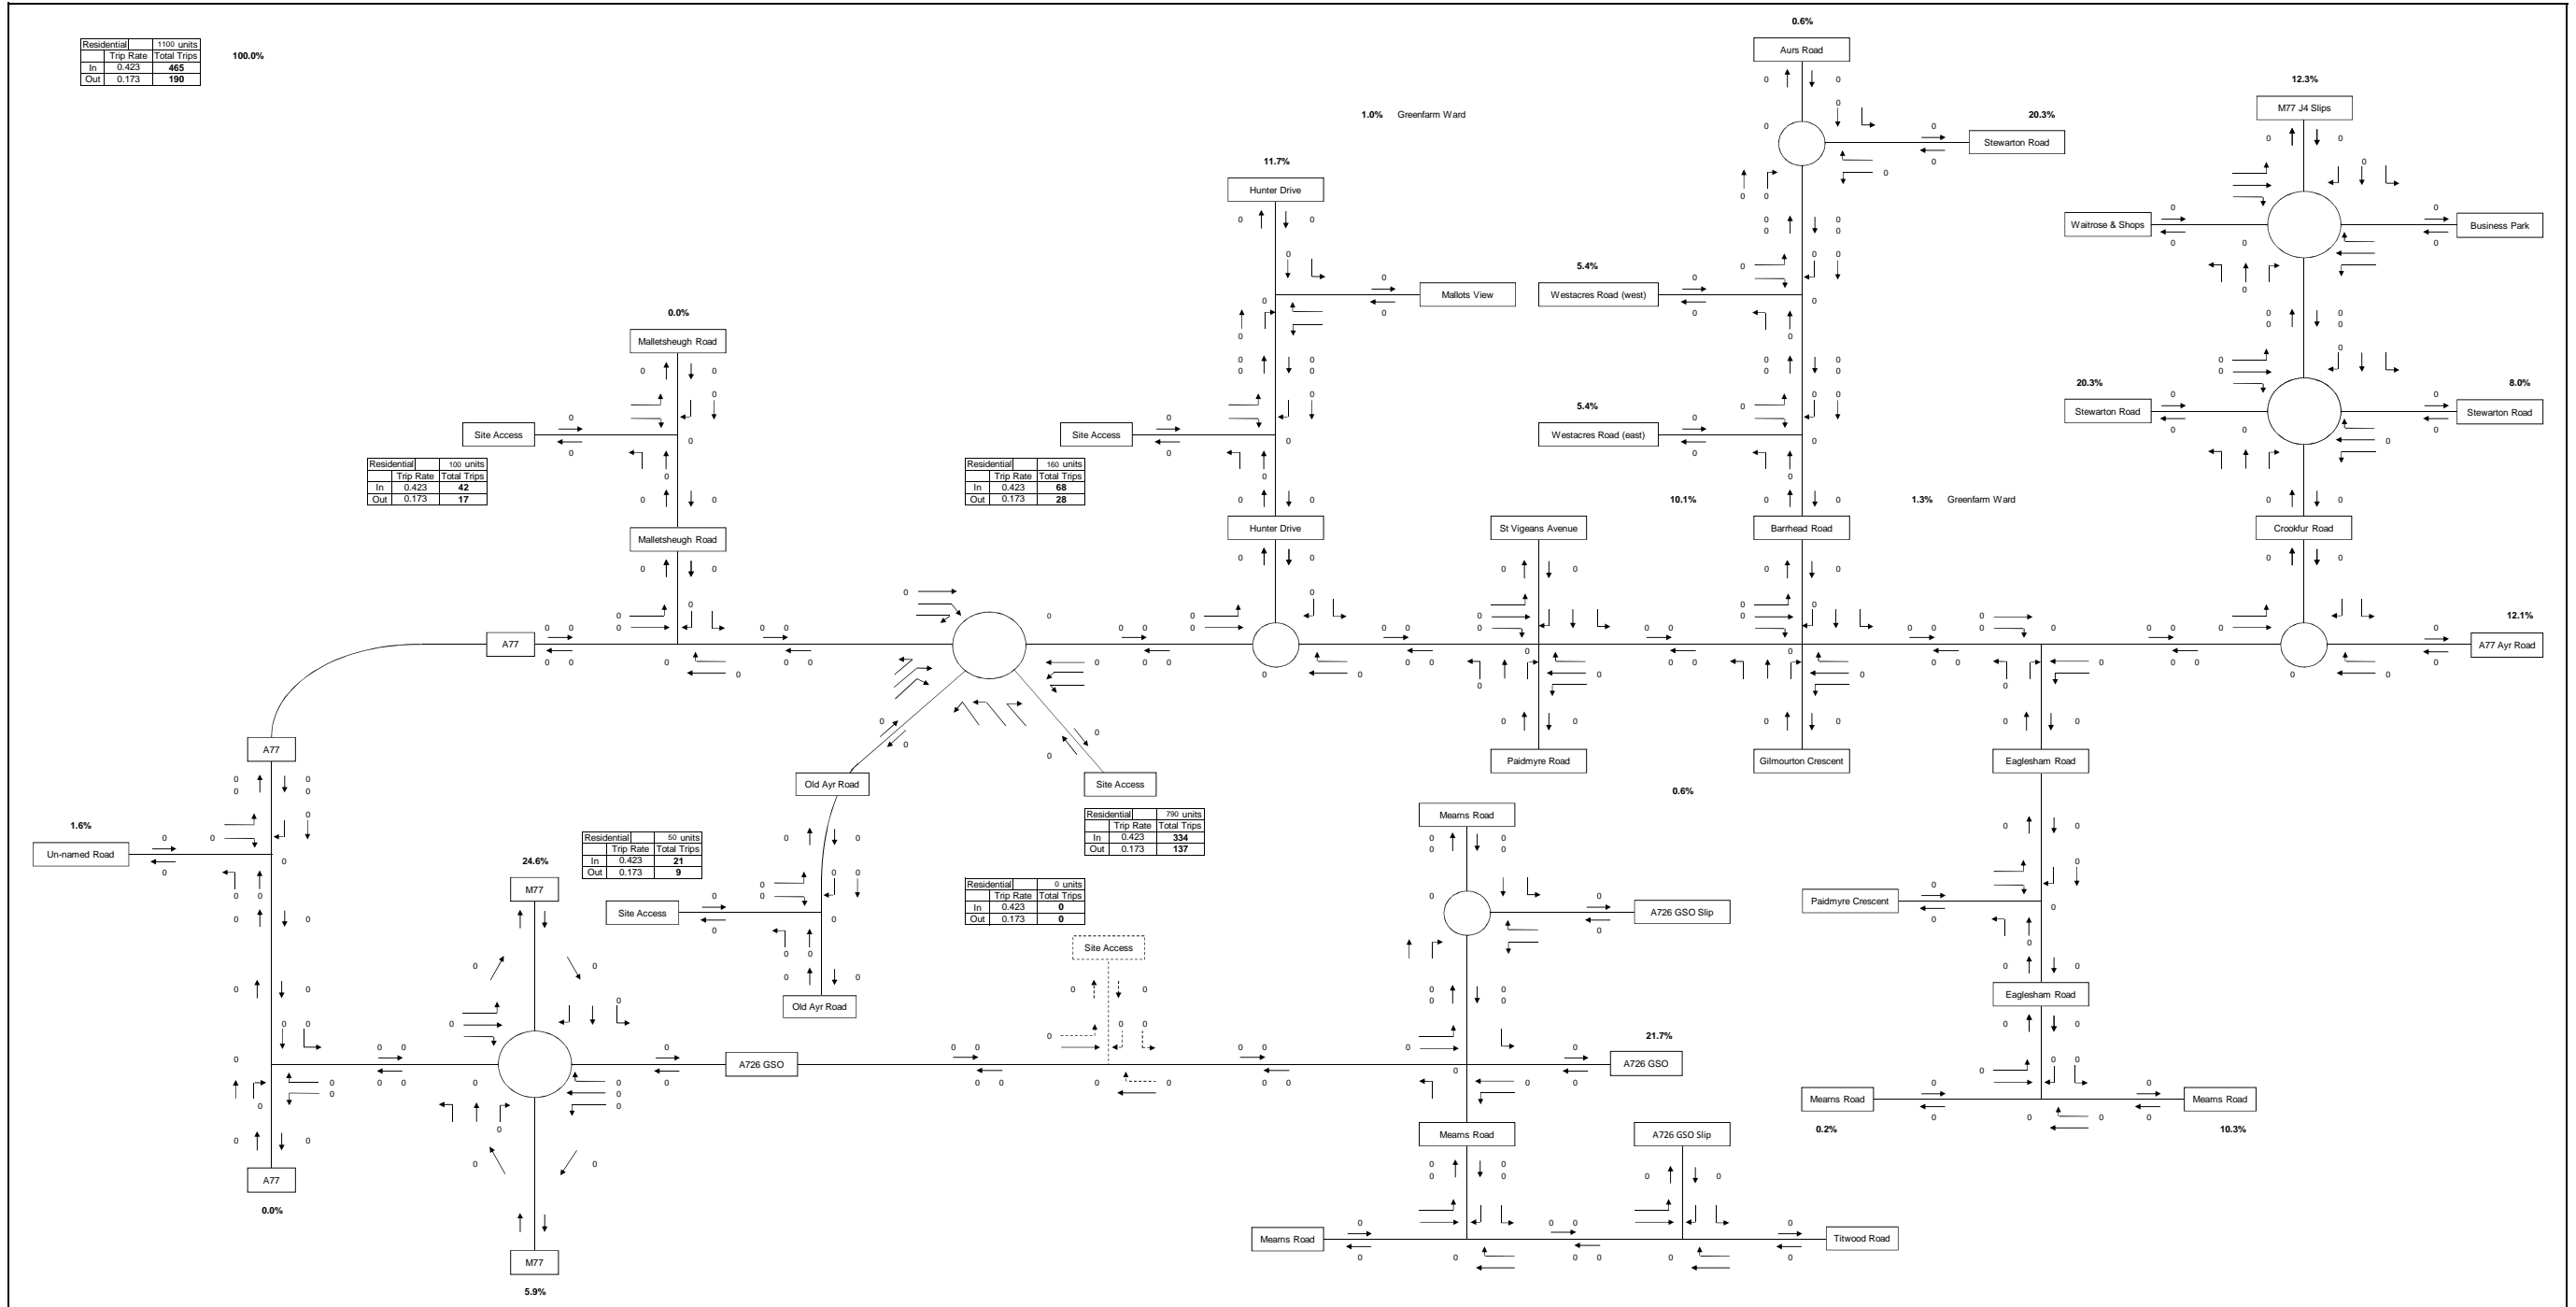 0.6%
Residential 1100 units
Trip Rate Total Trips
In 0.423 465
Out 0.173 190
100.0%
Aurs Road
12.3%
M77 J4 Slips
1.0% Greenfarm Ward
20.3%
Stewarton Road
11.7%
Hunter Drive
Waitrose & Shops
Business Park
5.4%
Westacres Road (west)
Mallots View
0.0%
Malletsheugh Road
20.3%
Stewarton Road
8.0%
Stewarton Road
5.4%
Westacres Road (east)
Site Access
Site Access
Residential 100 units
Trip Rate Total Trips
In 0.423 42
Out 0.173 17
Residential 160 units
Trip Rate Total Trips
In 0.423 68
Out 0.173 28
10.1%
1.3% Greenfarm Ward
Malletsheugh Road
Hunter Drive
St Vigeans Avenue
Barrhead Road
Crookfur Road
12.1%
A77
A77 Ayr Road
A77
Paidmyre Road
Gilmourton Crescent
Eaglesham Road
Old Ayr Road
Site Access
0.6%
Residential 790 units
Trip Rate Total Trips
In 0.423 334
Out 0.173 137
Mearns Road
1.6%
Un-named Road
Residential 50 units
Trip Rate Total Trips
In 0.423 21
Out 0.173 9
24.6%
M77
Residential 0 units
Trip Rate Total Trips
In 0.423 0
Out 0.173 0
Site Access
A726 GSO Slip
Paidmyre Crescent
Site Access
Old Ayr Road
Eaglesham Road
21.7%
A726 GSO
A726 GSO
Mearns Road
Mearns Road
0.2%
10.3%
Mearns Road
A726 GSO Slip
A77
0.0%
Mearns Road
Titwood Road
M77
5.9%